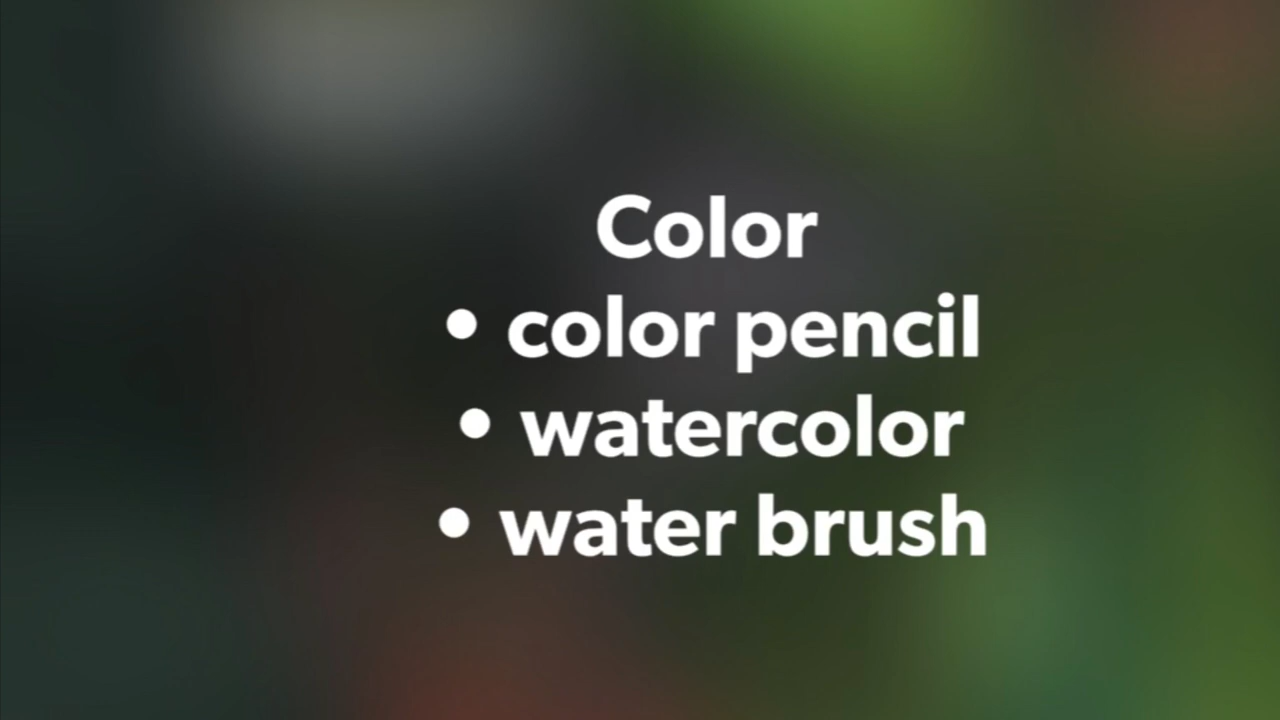 Color
• color pencil
• watercolor
• water brush